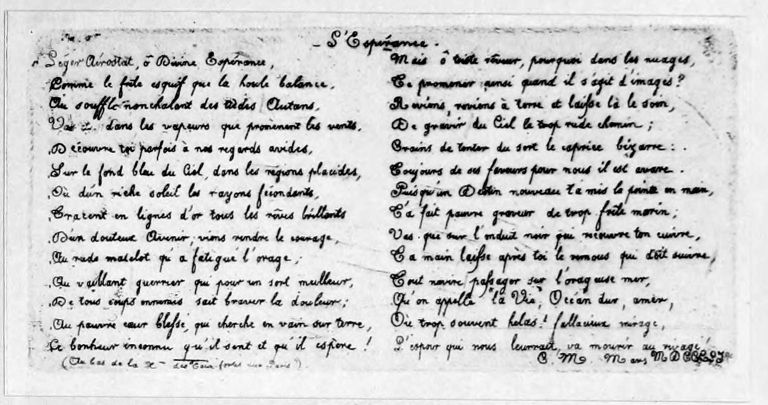 L'Espérance.
Léger Aérostat, ô Divine Espérance,
Comme le frêle esquif que la houle balance,
Au souffle nonchalant des tièdes Autans,
Vas dans les vapeurs que promènent les vents,
Découvre toi parfois à nos regards avides,
Sur le fond bleu du Ciel, dans les régions placides,
Où d'un riche soleil les rayons fécondants,
Tracent en lignes d'or tous les rêves brillants
D'un douteux Avenir; viens rendre le courage,
Au rude matelot qu'a fatigué l'orage;
Au vaillant guerrier qui pour un sort meilleur,
De tous temps ennemis sait braver la douleur;
Au pauvre cœur blessé, qui cherche en vain sur terre,
Le bonheur inconnu qu'il sent et qu'il espère!
(Au bas de la des Eaux fortes sur Paris).
Mais ô triste rêveur, pourquoi dans les nuages,
Te promener ainsi quand il s'agit d'images?
Reviens, reviens à terre et laisse là le soin,
De gravir du Ciel le trop rude chemin;
Crains de tenter du sort le caprice bizarre:.
Toujours de ses faveurs pour nous il est avare.
Puisqu'un Destin nouveau t'a mis la pointe en main,
T'a fait pauvre graveur de trop frêle marin;
Vas. que sur l'enduit noir qui recouvre ton cuivre,
Ta main laisse après toi le remous qui doit suivre,
Tout navire passager sur l'orageuse mer,
Qu'on appelle "la Vie", Océan dur, amer,
Où trop souvent hélas! fallacieux mirage,
L'espoir qui nous leurrait, va mourir au rivage!
C. M. Mars